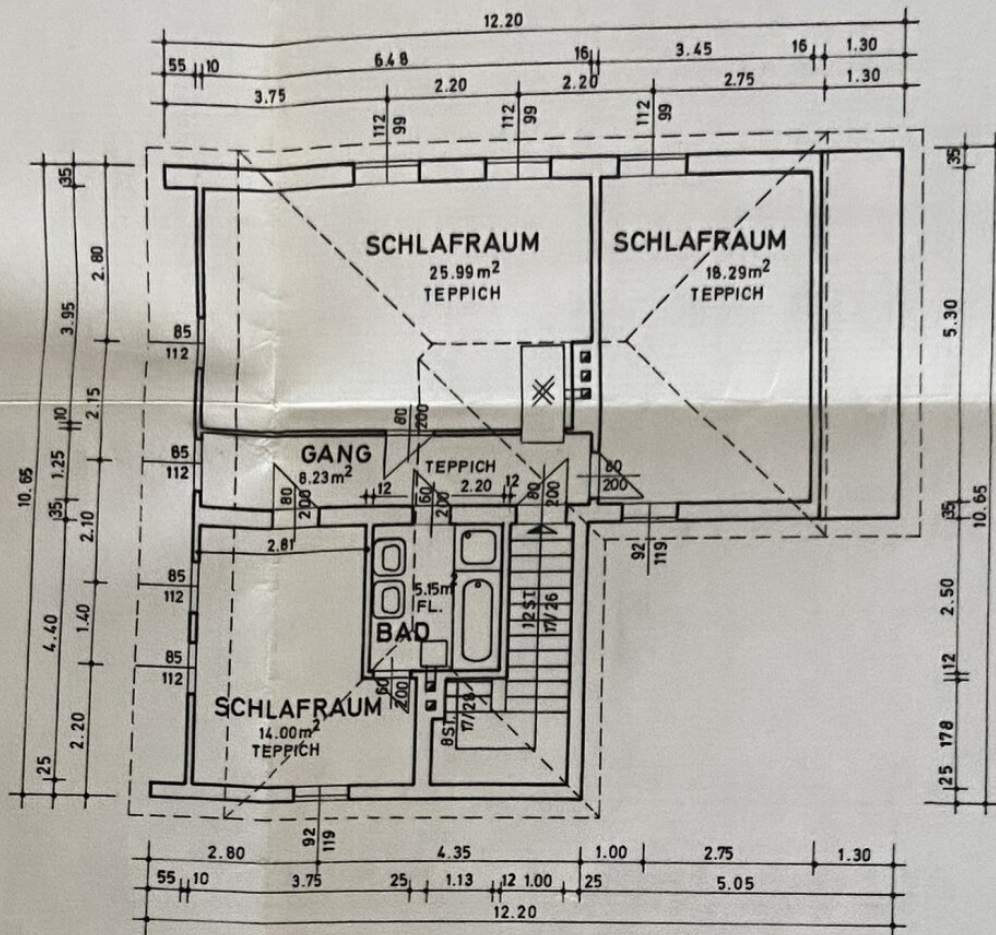 12.20
55 10 6.48 16 3.45 16 1.30
3.75 2.20 2.20 2.75 1.30
112 99
112 99
112 99
35
35
2.80
3.95
10
2.15
1.25
35
2.10
10.65
4.40
1.40
2.20
25
85
112
85
112
85
112
85
112
SCHLAFRAUM
25.99 m²
TEPPICH
SCHLAFRAUM
18.29 m²
TEPPICH
5.30
35
10.65
2.50
12
178
25
80
200
GANG
8.23 m²
TEPPICH
80
200
12
60
200
2.20
12
80
200
80
200
2.81
92
119
5.15 m²
FL.
BAD
12 ST.
17/26
60
200
SCHLAFRAUM
14.00 m²
TEPPICH
8 ST.
17/26
92
119
2.80 4.35 1.00 2.75 1.30
55 10 3.75 25 1.13 12 1.00 25 5.05
12.20